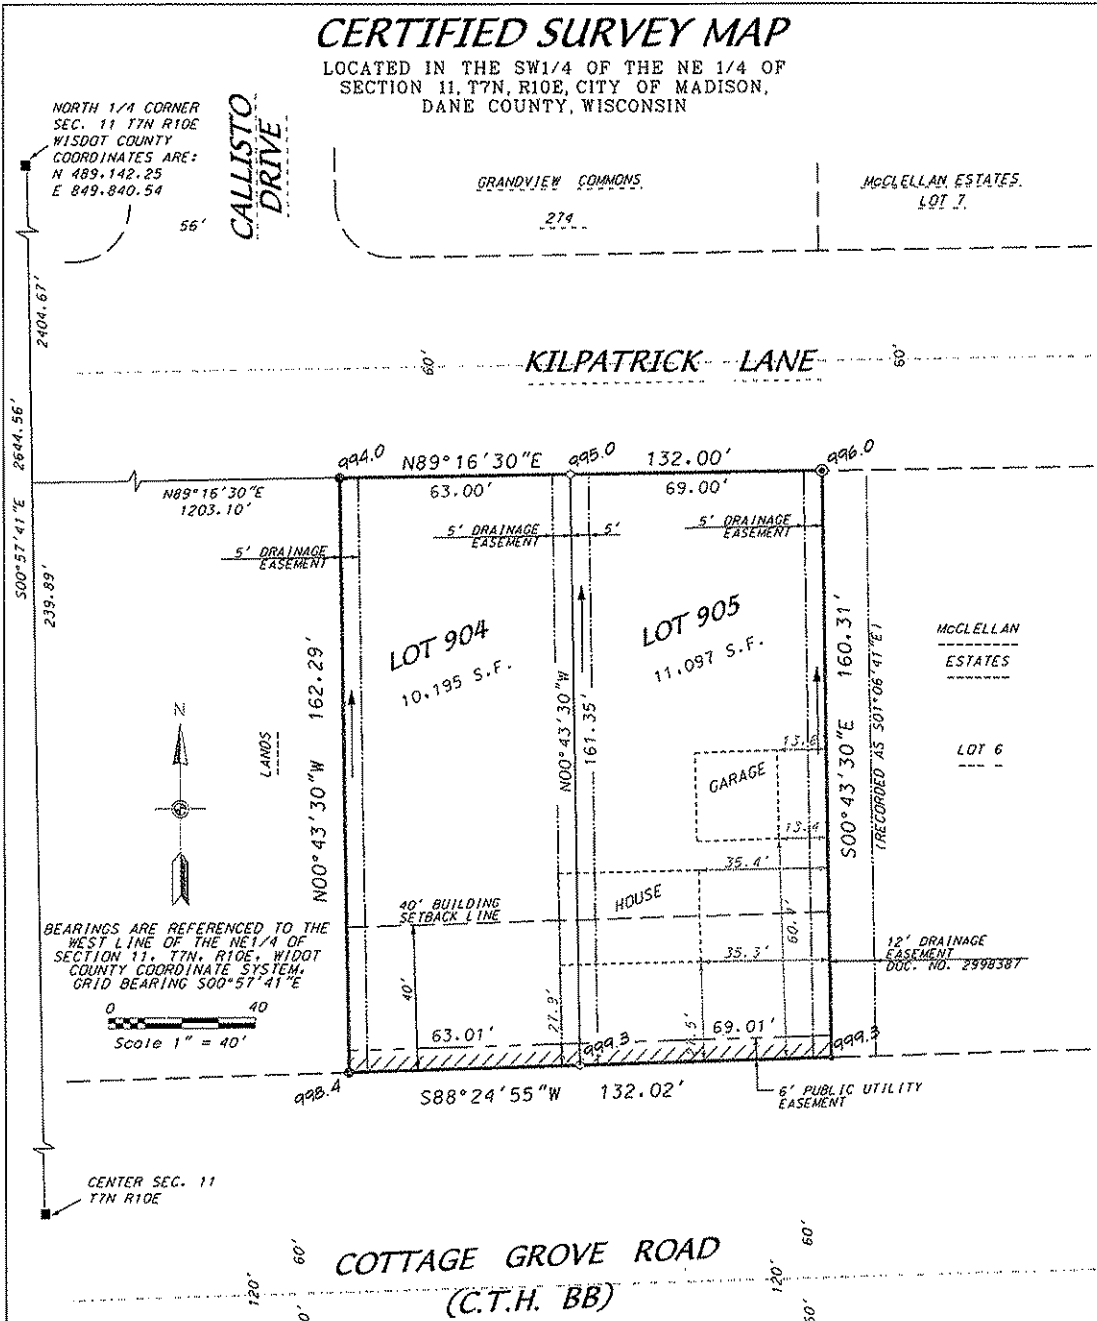 CERTIFIED SURVEY MAP
LOCATED IN THE SW1/4 OF THE NE 1/4 OF
SECTION 11, T7N, R10E, CITY OF MADISON,
DANE COUNTY, WISCONSIN
NORTH 1/4 CORNER
SEC. 11 T7N R10E
WISDOT COUNTY
COORDINATES ARE:
N 489,142.25
E 849,840.54
CALLISTO
DRIVE
56'
GRANDVIEW COMMONS
274
McCLELLAN ESTATES
LOT 7
2404.67'
60'
KILPATRICK LANE
60'
S00°57'41"E 2644.56'
239.89'
N89°16'30"E
1203.10'
994.0
N89°16'30"E
995.0
132.00'
996.0
63.00'
69.00'
5' DRAINAGE
EASEMENT
5' DRAINAGE
EASEMENT
5'
5' DRAINAGE
EASEMENT
LOT 904
10,195 S.F.
LOT 905
11,097 S.F.
McCLELLAN
ESTATES
LOT 6
N00°43'30"W 162.29'
N00°43'30"W
161.35'
S00°43'30"E 160.31'
(RECORDED AS S01°06'41"E)
LANDS
N
GARAGE
13.6
13.4
35.4'
HOUSE
40' BUILDING
SETBACK LINE
35.3'
12' DRAINAGE
EASEMENT
DOC. NO. 2998387
BEARINGS ARE REFERENCED TO THE
WEST LINE OF THE NE1/4 OF
SECTION 11, T7N, R10E, WIDOT
COUNTY COORDINATE SYSTEM,
GRID BEARING S00°57'41"E
0 40
Scale 1" = 40'
40'
63.01'
27.9'
999.3
69.01'
999.3
998.4
S88°24'55"W 132.02'
6' PUBLIC UTILITY
EASEMENT
CENTER SEC. 11
T7N R10E
60'
120'
COTTAGE GROVE ROAD
(C.T.H. BB)
60'
120'